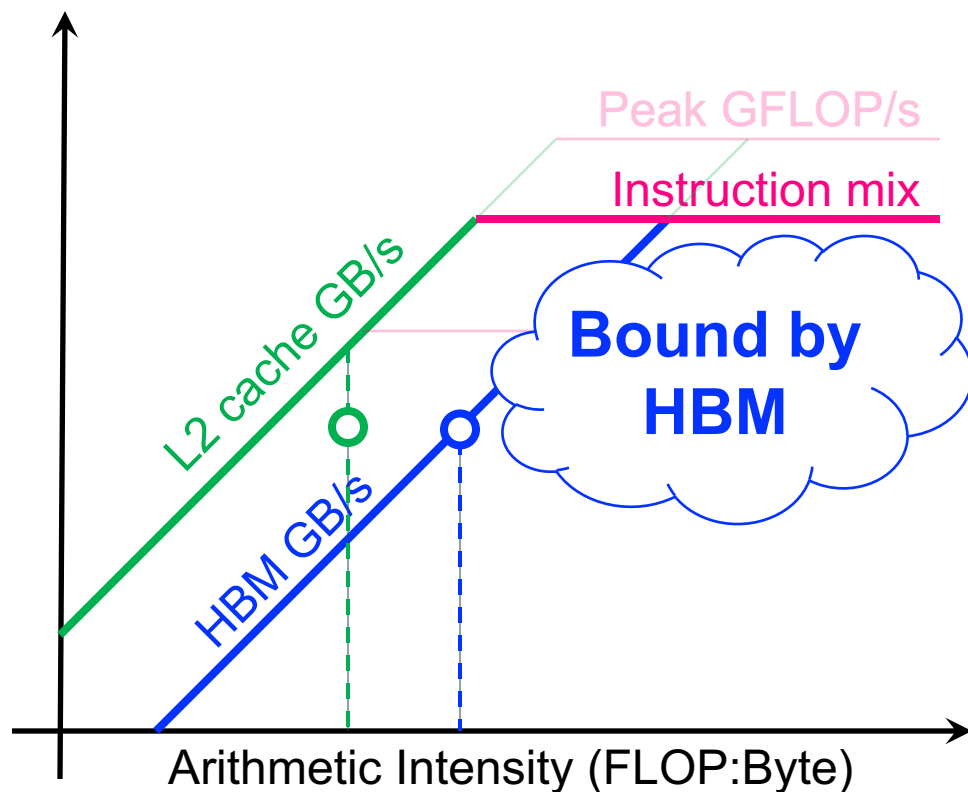 Peak GFLOP/s
Instruction mix
L2 cache GB/s
Bound by
HBM
HBM GB/s
Arithmetic Intensity (FLOP:Byte)